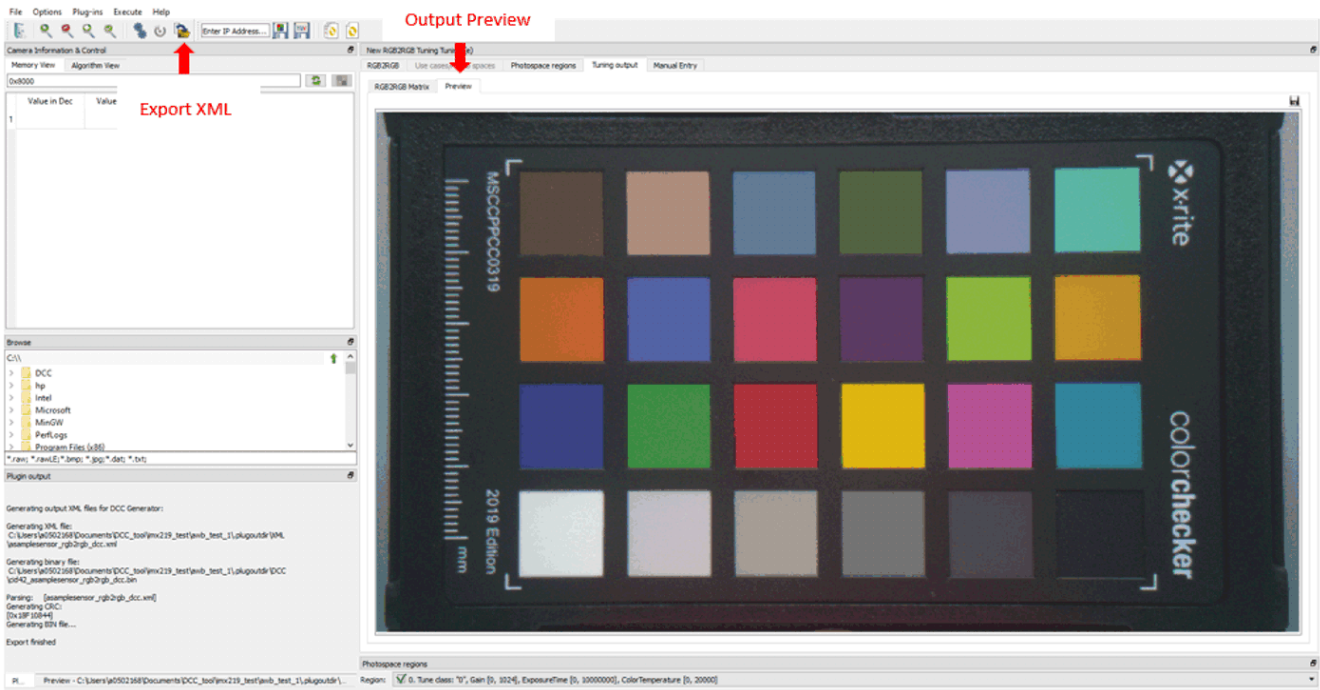 File Options Plug-ins Execute Help
Output Preview
Enter IP Address...
Camera Information & Control
New RGB2RGB Tuning
Memory View Algorithm View
RGB2RGB Use cases spaces Photospace regions Tuning output Manual Entry
0x8000
RGB2RGB Matrix Preview
Export XML
Value in Dec Value
1
MSCCPPCC0319
x-rite
colorchecker
2019 Edition
mm
Browse
C:\\
DCC
hp
Intel
Microsoft
MinGW
PerfLogs
Program Files (x86)
*.raw; *.rawLE;*.bmp; *.jpg;*.dat; *.txt;
Plugin output
Generating output XML files for DCC Generator:
Generating XML file:
C:\Users\a0502168\Documents\DCC_tool\imx219_test\awb_test_1\.plugoutdir\XML
\asamplesensor_rgb2rgb_dcc.xml
Generating binary file:
C:\Users\a0502168\Documents\DCC_tool\imx219_test\awb_test_1\.plugoutdir\DCC
\cid42_asamplesensor_rgb2rgb_dcc.bin
Parsing: [asamplesensor_rgb2rgb_dcc.xml]
Generating CRC:
[0x18F10844]
Generating BIN file....
Export finished
Photospace regions
Pl... Preview - C:\Users\a0502168\Documents\DCC_tool\imx219_test\awb_test_1\.plugoutdir\...
Region: 0. Tune class: "0", Gain [0, 1024], ExposureTime [0, 10000000], ColorTemperature [0, 20000]